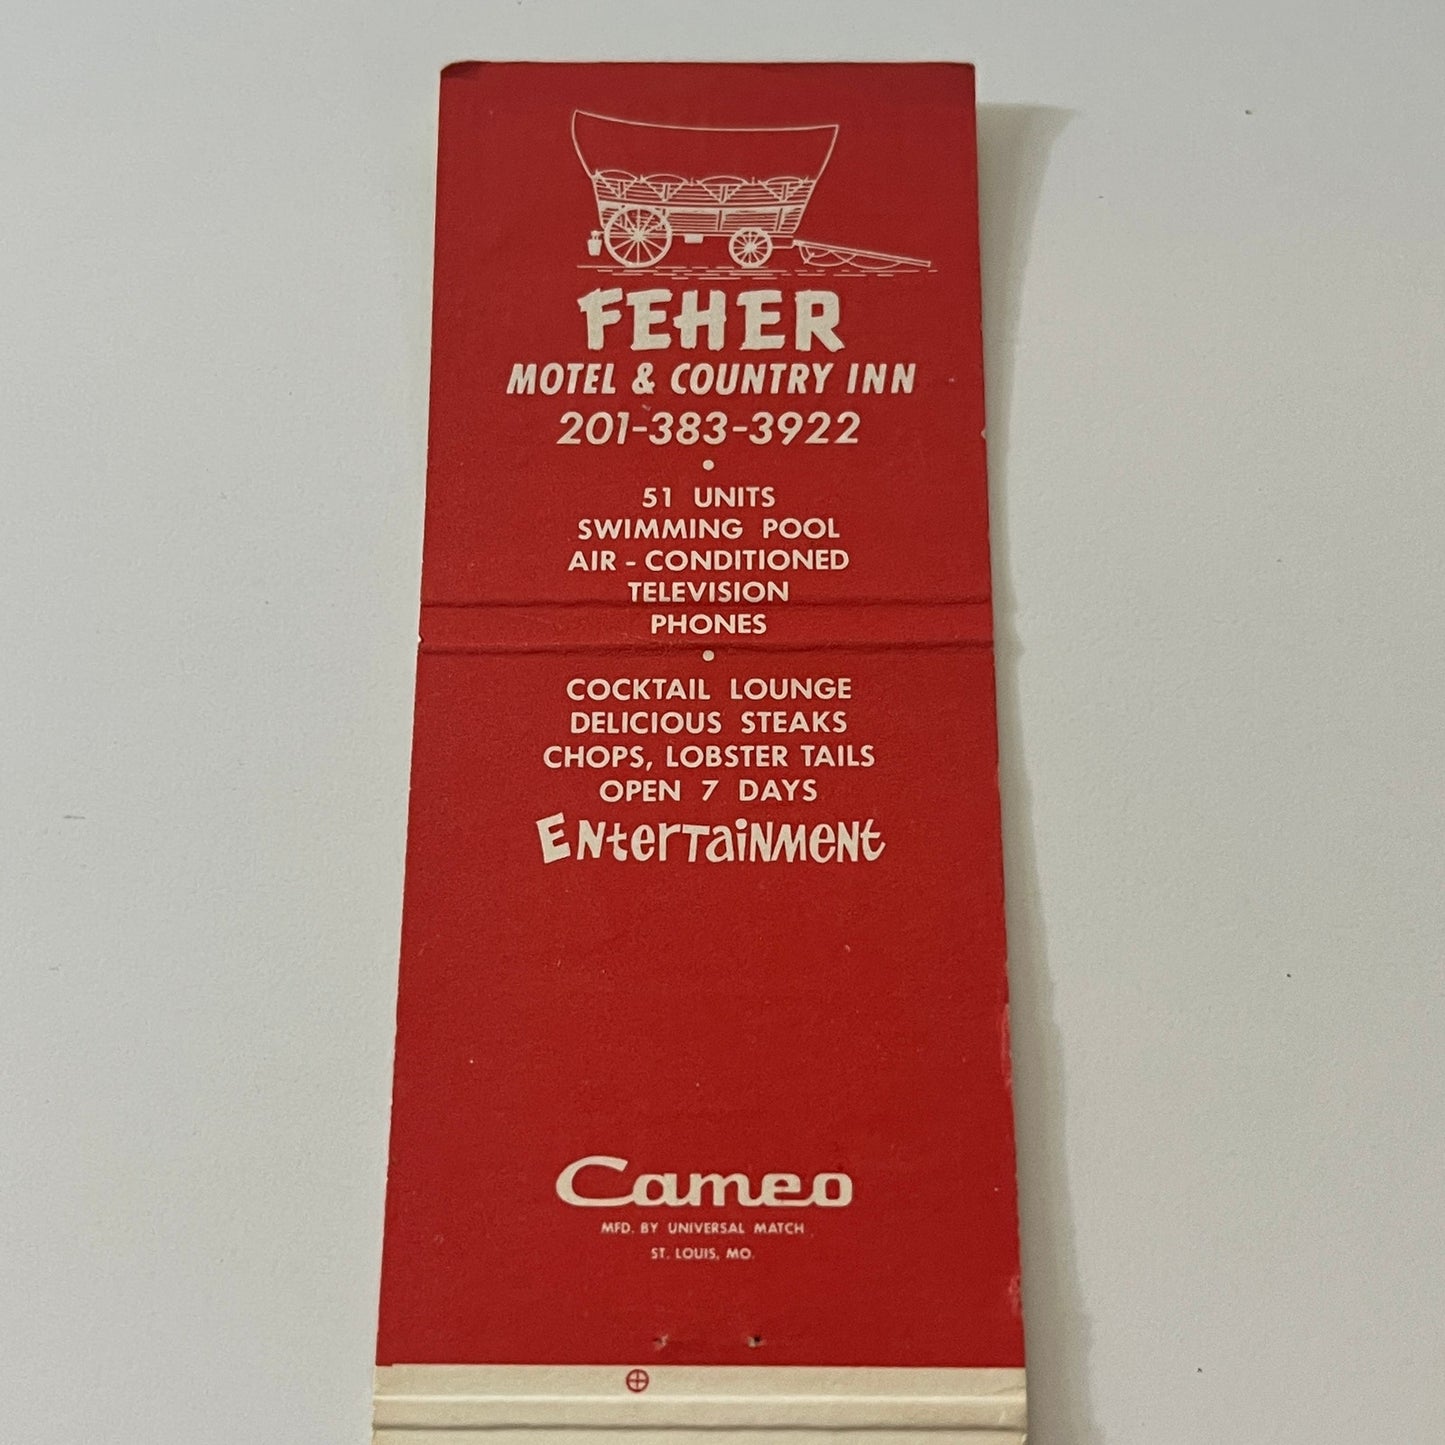 FEHER
MOTEL & COUNTRY INN
201-383-3922
•
51 UNITS
SWIMMING POOL
AIR - CONDITIONED
TELEVISION
PHONES
•
COCKTAIL LOUNGE
DELICIOUS STEAKS
CHOPS, LOBSTER TAILS
OPEN 7 DAYS
ENterTaiNMeNt
Cameo
MFD. BY UNIVERSAL MATCH
ST. LOUIS, MO.